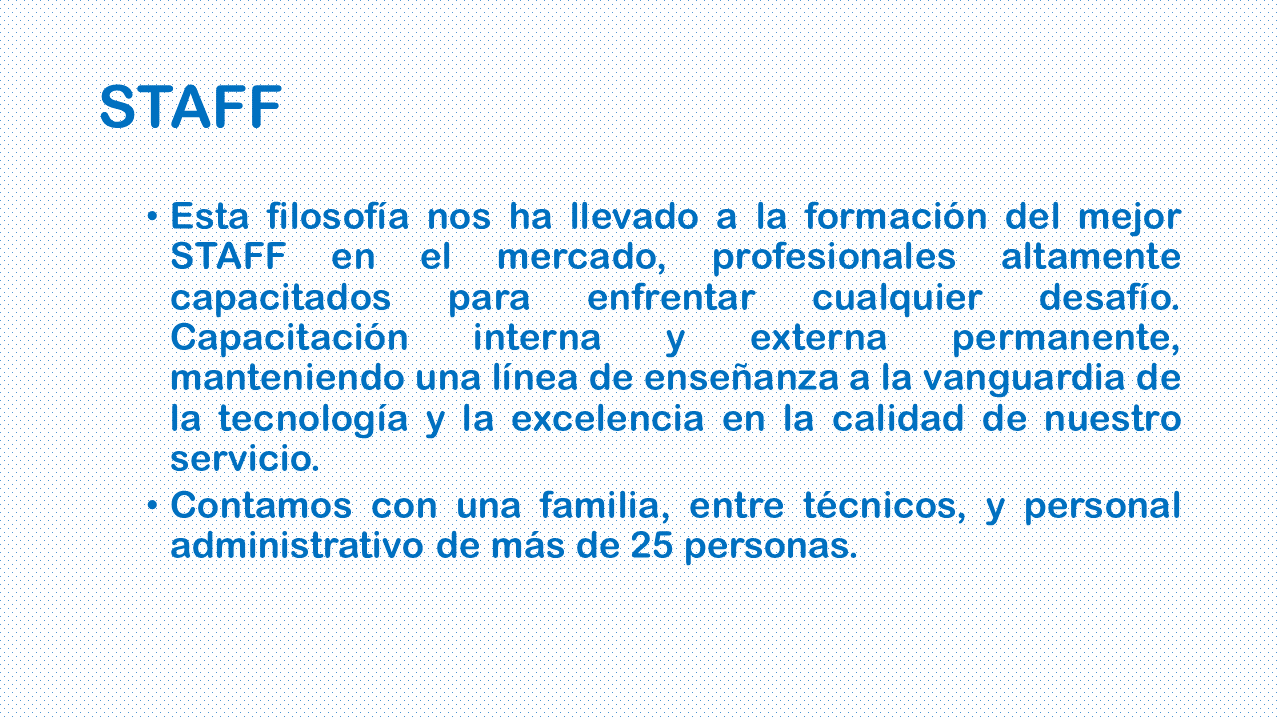 STAFF
• Esta filosofía nos ha llevado a la formación del mejor
STAFF en el mercado, profesionales altamente
capacitados para enfrentar cualquier desafío.
Capacitación interna y externa permanente,
manteniendo una línea de enseñanza a la vanguardia de
la tecnología y la excelencia en la calidad de nuestro
servicio.
• Contamos con una familia, entre técnicos, y personal
administrativo de más de 25 personas.